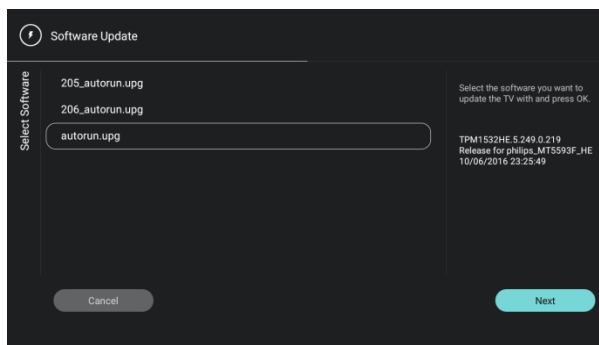 Software Update
Select Software
205_autorun.upg
206_autorun.upg
autorun.upg
Select the software you want to
update the TV with and press OK.
TPM1532HE.5.249.0.219
Release for philips_MT5593F_HE
10/06/2016 23:25:49
Cancel
Next